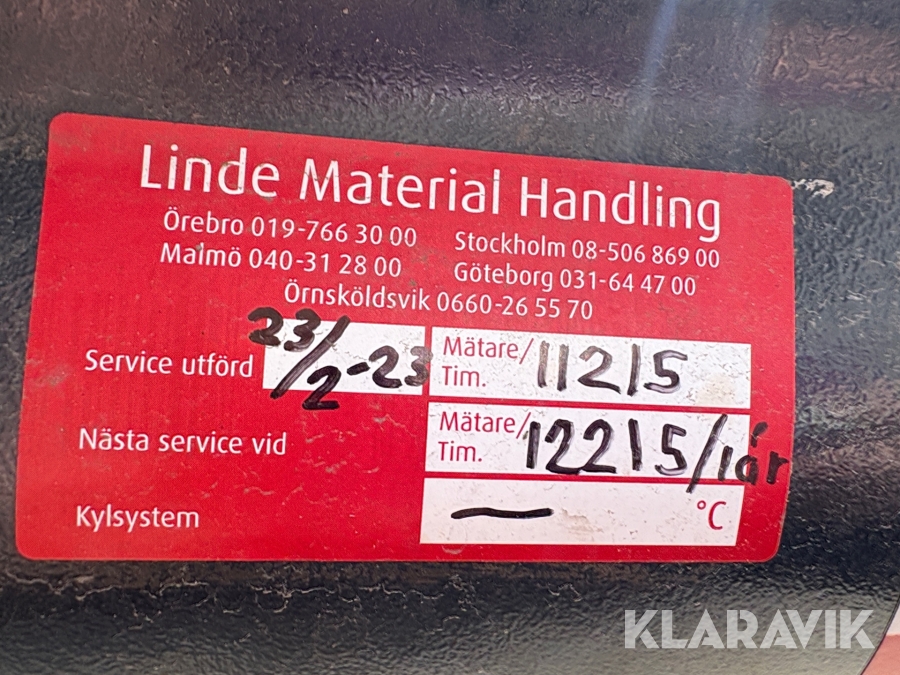 Linde Material Handling
Örebro 019-766 30 00 Stockholm 08-506 869 00
Malmö 040-31 28 00 Göteborg 031-64 47 00
Örnsköldsvik 0660-26 55 70
Service utförd 23/2-23 Mätare/Tim. 11215
Nästa service vid Mätare/Tim. 12215/1år
Kylsystem — °C
KLARAVIK